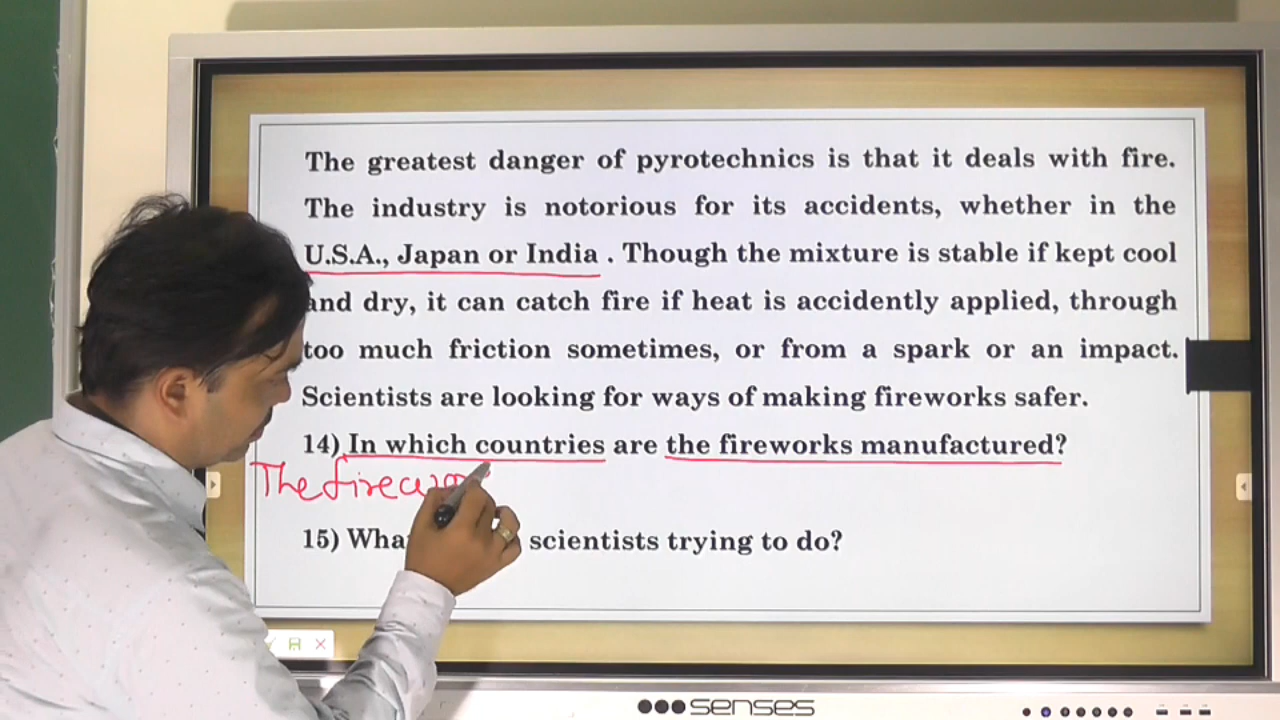 The greatest danger of pyrotechnics is that it deals with fire.
The industry is notorious for its accidents, whether in the
U.S.A., Japan or India . Though the mixture is stable if kept cool
and dry, it can catch fire if heat is accidently applied, through
too much friction sometimes, or from a spark or an impact.
Scientists are looking for ways of making fireworks safer.
14) In which countries are the fireworks manufactured?
The firewo
15) Wha scientists trying to do?
senses